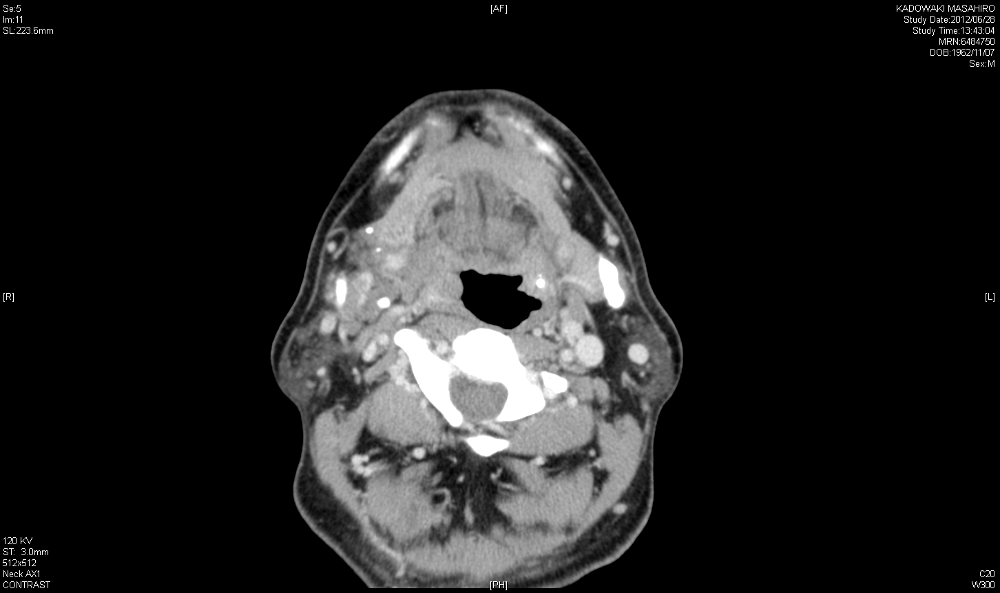 Se:5
Im:11
SL:223.6mm
[AF]
KADOWAKI MASAHIRO
Study Date:2012/06/28
Study Time:13:43:04
MRN:6484750
DOB:1962/11/07
Sex:M
[R]
[L]
120 KV
ST: 3.0mm
512x512
Neck AX1
CONTRAST
[PH]
C20
W300